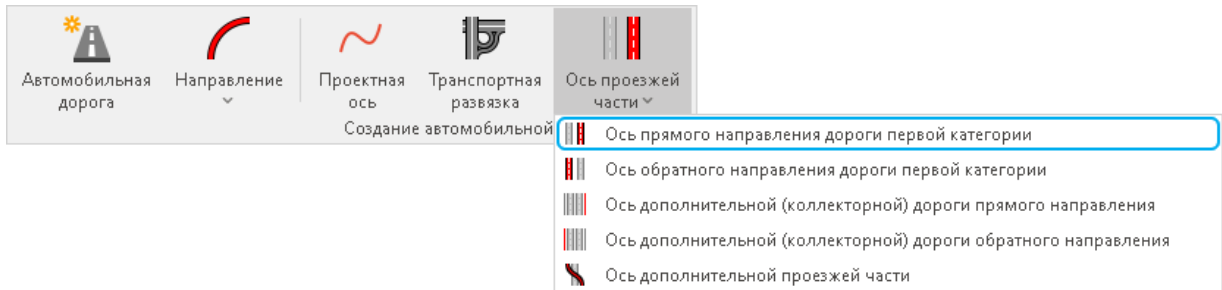 Автомобильная Направление Проектная Транспортная Ось проезжей
дорога ось развязка части
Создание автомобильной
Ось прямого направления дороги первой категории
Ось обратного направления дороги первой категории
Ось дополнительной (коллекторной) дороги прямого направления
Ось дополнительной (коллекторной) дороги обратного направления
Ось дополнительной проезжей части